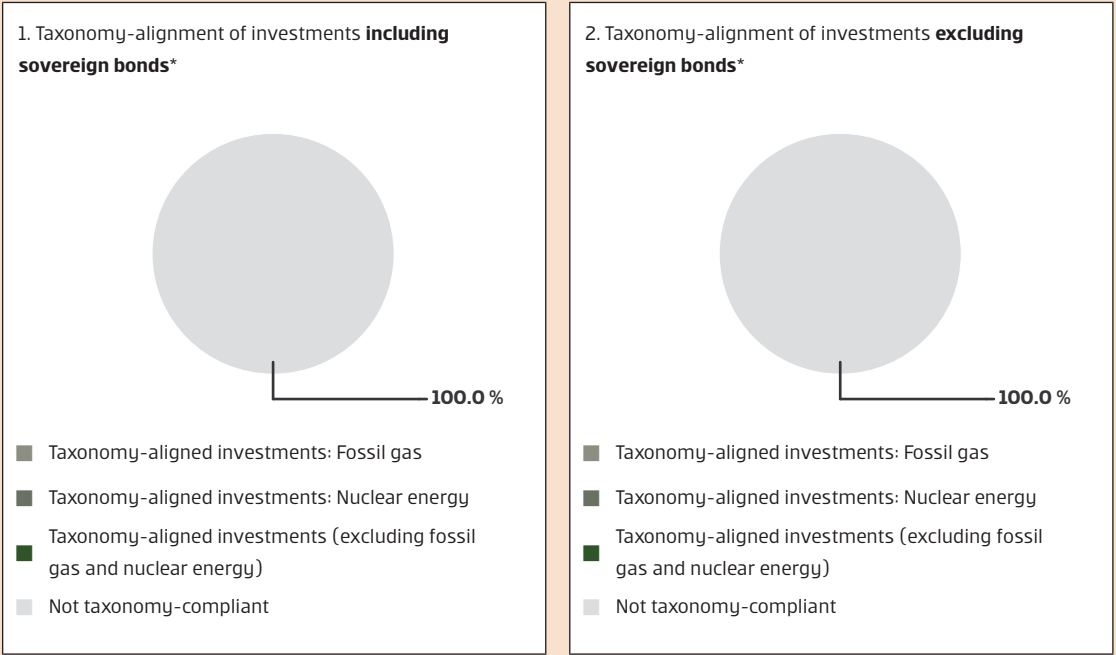 1. Taxonomy-alignment of investments including
sovereign bonds*
100.0 %
Taxonomy-aligned investments: Fossil gas
Taxonomy-aligned investments: Nuclear energy
Taxonomy-aligned investments (excluding fossil
gas and nuclear energy)
Not taxonomy-compliant
2. Taxonomy-alignment of investments excluding
sovereign bonds*
100.0 %
Taxonomy-aligned investments: Fossil gas
Taxonomy-aligned investments: Nuclear energy
Taxonomy-aligned investments (excluding fossil
gas and nuclear energy)
Not taxonomy-compliant